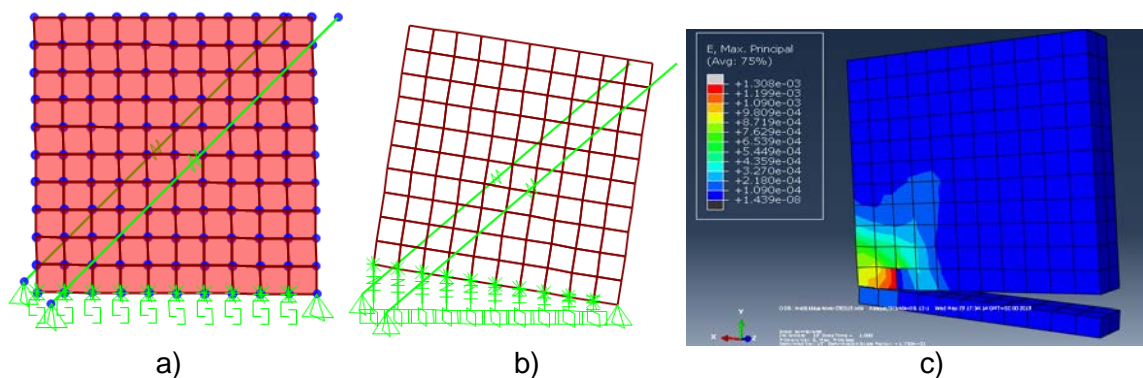 E, Max. Principal
(Avg: 75%)
+1.308e-03
+1.199e-03
+1.090e-03
+9.809e-04
+8.719e-04
+7.629e-04
+6.539e-04
+5.449e-04
+4.359e-04
+3.270e-04
+2.180e-04
+1.090e-04
+1.439e-08
Y
X
Z
a)
b)
c)